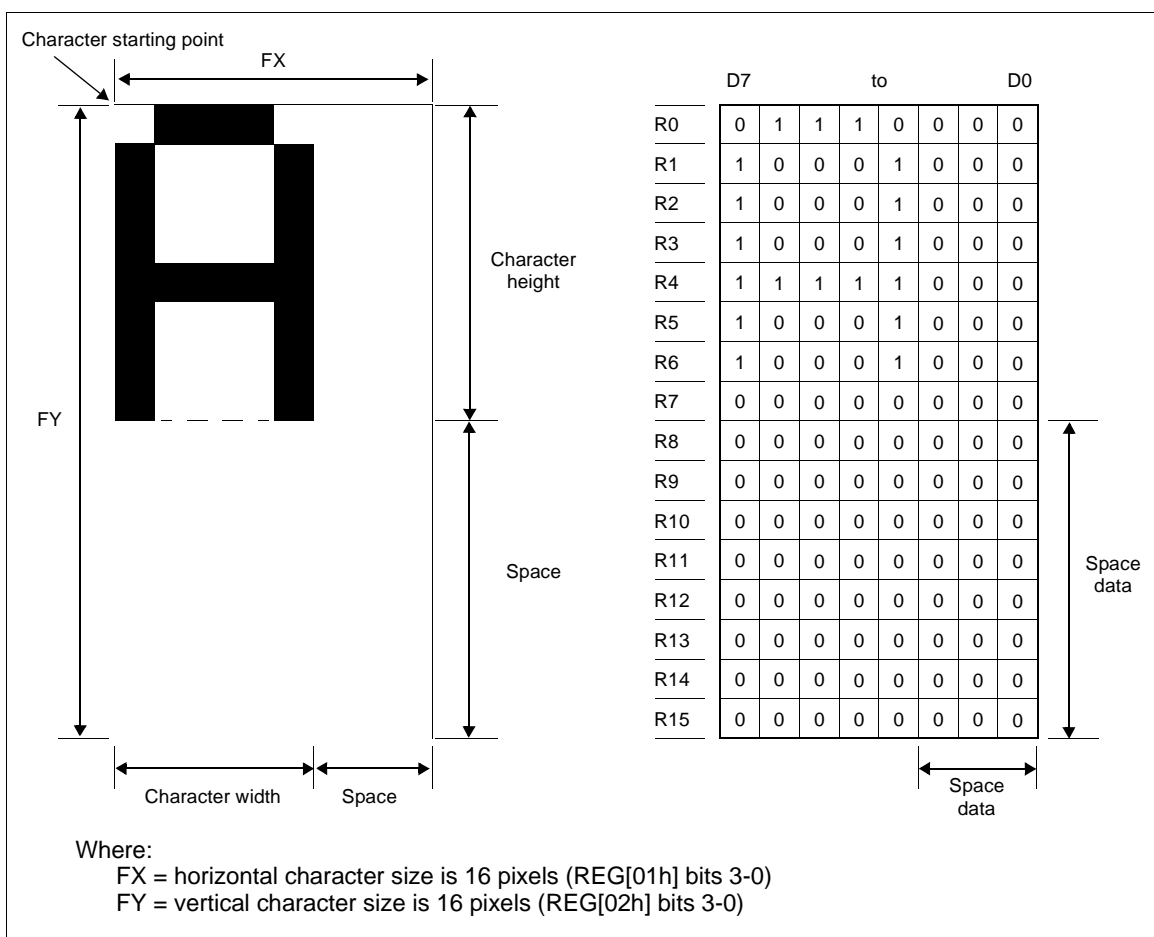 Character starting point
FX
FY
Character
height
Space
Character width
Space
D7 to D0
R0 0 1 1 1 0 0 0 0
R1 1 0 0 0 1 0 0 0
R2 1 0 0 0 1 0 0 0
R3 1 0 0 0 1 0 0 0
R4 1 1 1 1 1 0 0 0
R5 1 0 0 0 1 0 0 0
R6 1 0 0 0 1 0 0 0
R7 0 0 0 0 0 0 0 0
R8 0 0 0 0 0 0 0 0
R9 0 0 0 0 0 0 0 0
R10 0 0 0 0 0 0 0 0
R11 0 0 0 0 0 0 0 0
R12 0 0 0 0 0 0 0 0
R13 0 0 0 0 0 0 0 0
R14 0 0 0 0 0 0 0 0
R15 0 0 0 0 0 0 0 0
Space
data
Space
data
Where:
FX = horizontal character size is 16 pixels (REG[01h] bits 3-0)
FY = vertical character size is 16 pixels (REG[02h] bits 3-0)